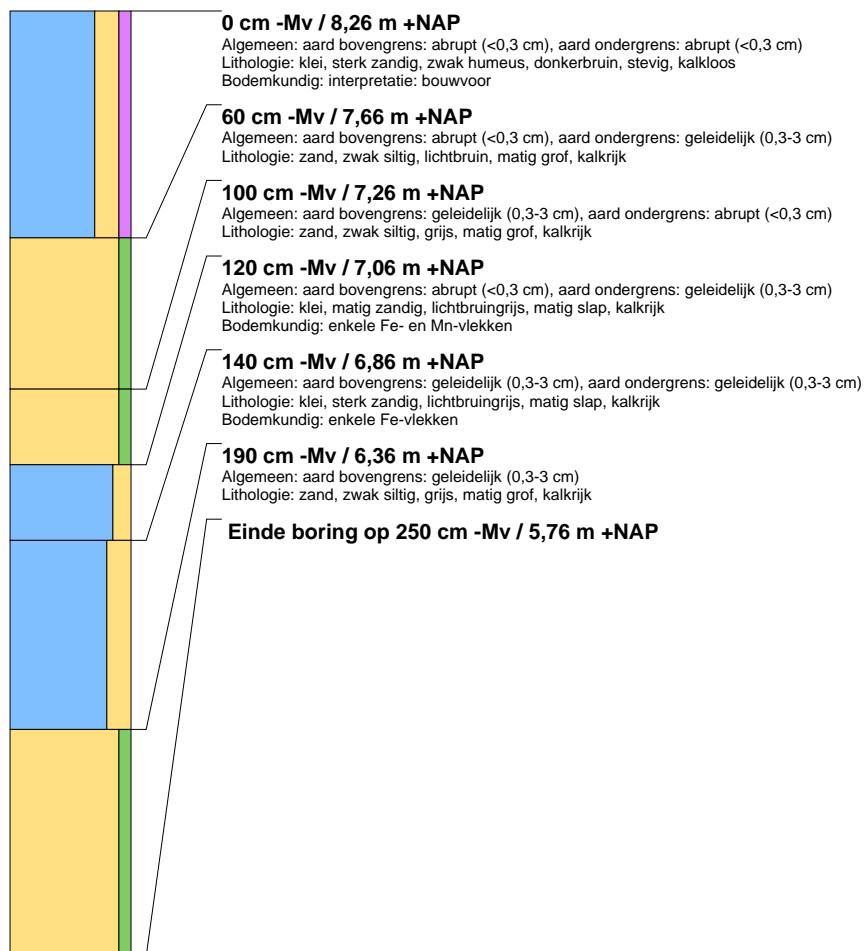 0 cm -Mv / 8,26 m +NAP
Algemeen: aard bovengrens: abrupt (<0,3 cm), aard ondergrens: abrupt (<0,3 cm)
Lithologie: klei, sterk zandig, zwak humeus, donkerbruin, stevig, kalkloos
Bodemkundig: interpretatie: bouwvoor
60 cm -Mv / 7,66 m +NAP
Algemeen: aard bovengrens: abrupt (<0,3 cm), aard ondergrens: geleidelijk (0,3-3 cm)
Lithologie: zand, zwak siltig, lichtbruin, matig grof, kalkrijk
100 cm -Mv / 7,26 m +NAP
Algemeen: aard bovengrens: geleidelijk (0,3-3 cm), aard ondergrens: abrupt (<0,3 cm)
Lithologie: zand, zwak siltig, grijs, matig grof, kalkrijk
120 cm -Mv / 7,06 m +NAP
Algemeen: aard bovengrens: abrupt (<0,3 cm), aard ondergrens: geleidelijk (0,3-3 cm)
Lithologie: klei, matig zandig, lichtbruingrijs, matig slap, kalkrijk
Bodemkundig: enkele Fe- en Mn-vlekken
140 cm -Mv / 6,86 m +NAP
Algemeen: aard bovengrens: geleidelijk (0,3-3 cm), aard ondergrens: geleidelijk (0,3-3 cm)
Lithologie: klei, sterk zandig, lichtbruingrijs, matig slap, kalkrijk
Bodemkundig: enkele Fe-vlekken
190 cm -Mv / 6,36 m +NAP
Algemeen: aard bovengrens: geleidelijk (0,3-3 cm)
Lithologie: zand, zwak siltig, grijs, matig grof, kalkrijk
Einde boring op 250 cm -Mv / 5,76 m +NAP